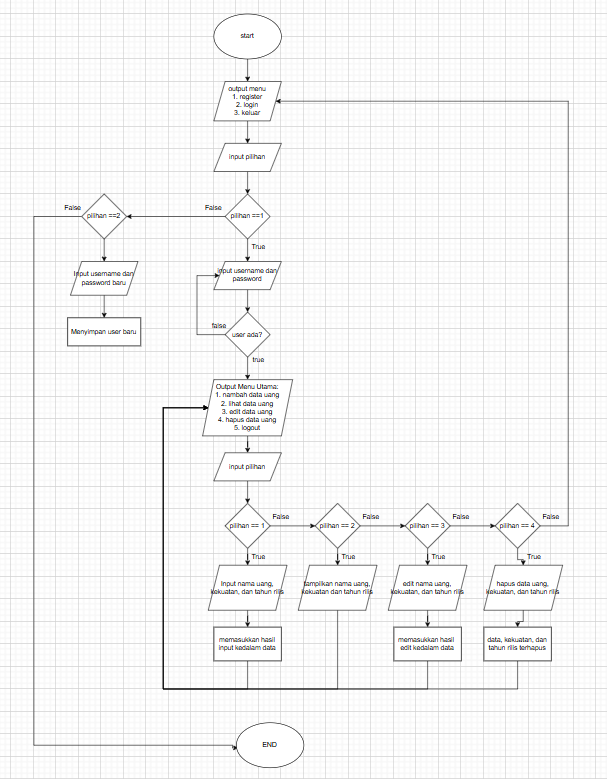 start
output menu
1. register
2. login
3. keluar
input pilihan
False
pilihan ==2
False
pilihan ==1
True
Input username dan
password baru
Input username dan
password
Menyimpan user baru
false
user ada?
true
Output Menu Utama:
1. nambah data uang
2. lihat data uang
3. edit data uang
4. hapus data uang
5. logout
input pilihan
pilihan == 1
False
pilihan == 2
False
pilihan == 3
False
pilihan == 4
False
True
True
True
True
Input nama uang,
kekuatan, dan tahun rilis
tampilkan nama uang,
kekuatan dan tahun rilis
edit nama uang,
kekuatan, dan tahun rilis
hapus data uang,
kekuatan, dan tahun rilis
memasukkan hasil
input kedalam data
memasukkan hasil
edit kedalam data
data, kekuatan, dan
tahun rilis terhapus
END